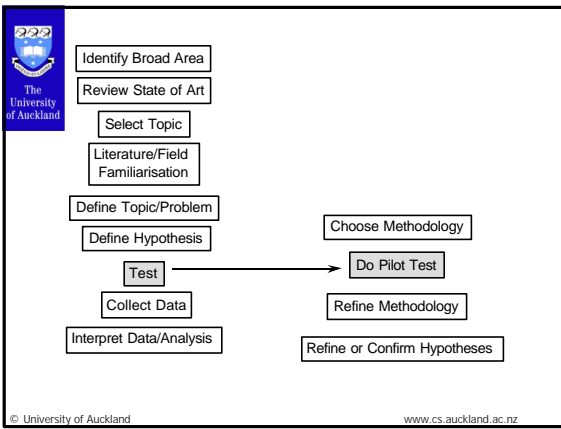 The
University
of Auckland
Identify Broad Area
Review State of Art
Select Topic
Literature/Field
Familiarisation
Define Topic/Problem
Define Hypothesis
Test
Collect Data
Interpret Data/Analysis
Choose Methodology
Do Pilot Test
Refine Methodology
Refine or Confirm Hypotheses
© University of Auckland
www.cs.auckland.ac.nz